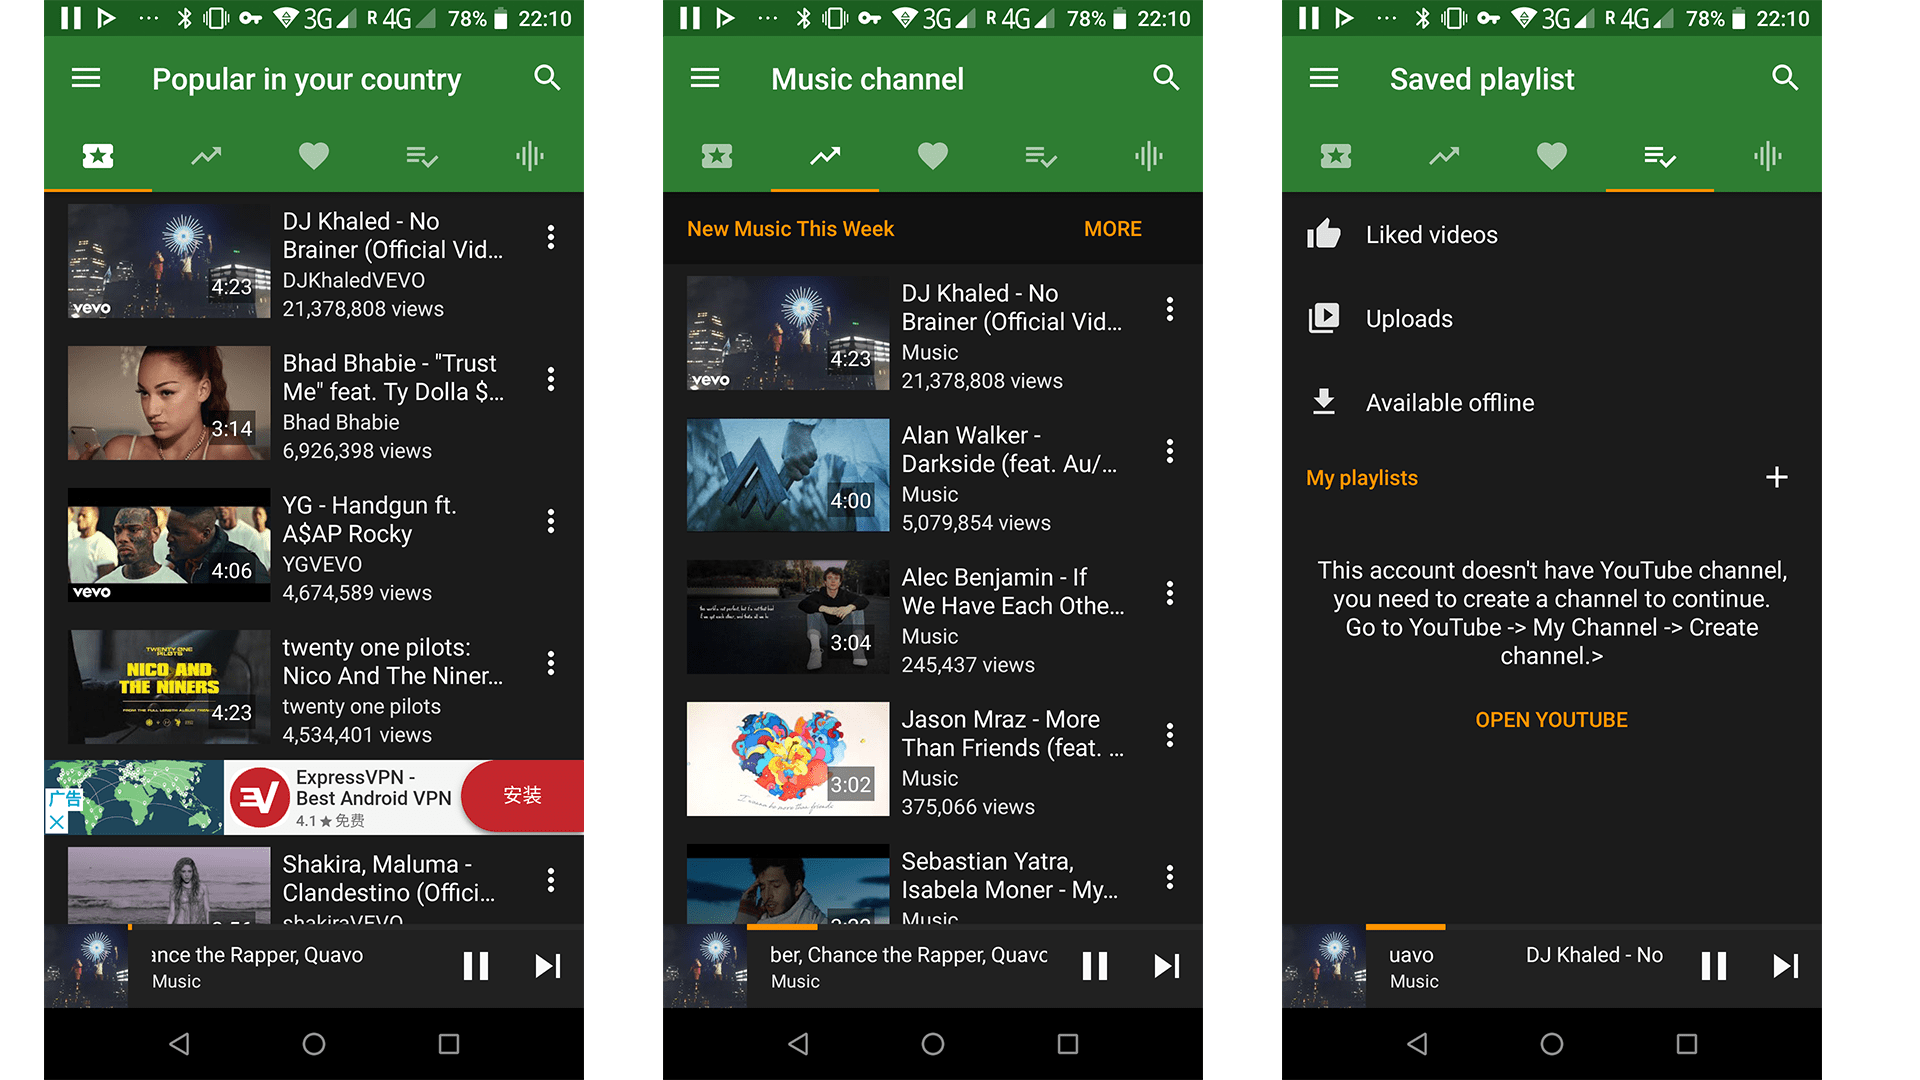 3G R 4G 78% 22:10
Popular in your country
DJ Khaled - No
Brainer (Official Vid...
DJKhaledVEVO
21,378,808 views
4:23
vevo
Bhad Bhabie - "Trust
Me" feat. Ty Dolla $...
Bhad Bhabie
6,926,398 views
3:14
YG - Handgun ft.
A$AP Rocky
YGVEVO
4,674,589 views
4:06
vevo
twenty one pilots:
Nico And The Niner...
twenty one pilots
4,534,401 views
TWENTY ONE
PILOTS
NICO AND
THE NINERS
4:23
广告
ExpressVPN -
Best Android VPN
4.1★免费
安装
Shakira, Maluma -
Clandestino (Offici...
shakiraVEVO
ance the Rapper, Quavo
Music
3G R 4G 78% 22:10
Music channel
New Music This Week
MORE
DJ Khaled - No
Brainer (Official Vid...
Music
21,378,808 views
4:23
vevo
Alan Walker -
Darkside (feat. Au/...
Music
5,079,854 views
4:00
Alec Benjamin - If
We Have Each Othe...
Music
245,437 views
3:04
Jason Mraz - More
Than Friends (feat. ...
Music
375,066 views
3:02
I wanna be more than friends
Sebastian Yatra,
Isabela Moner - My...
Music
ber, Chance the Rapper, Quavo
Music
3G R 4G 78% 22:10
Saved playlist
Liked videos
Uploads
Available offline
My playlists
This account doesn't have YouTube channel,
you need to create a channel to continue.
Go to YouTube -> My Channel -> Create
channel.>
OPEN YOUTUBE
uavo DJ Khaled - No
Music